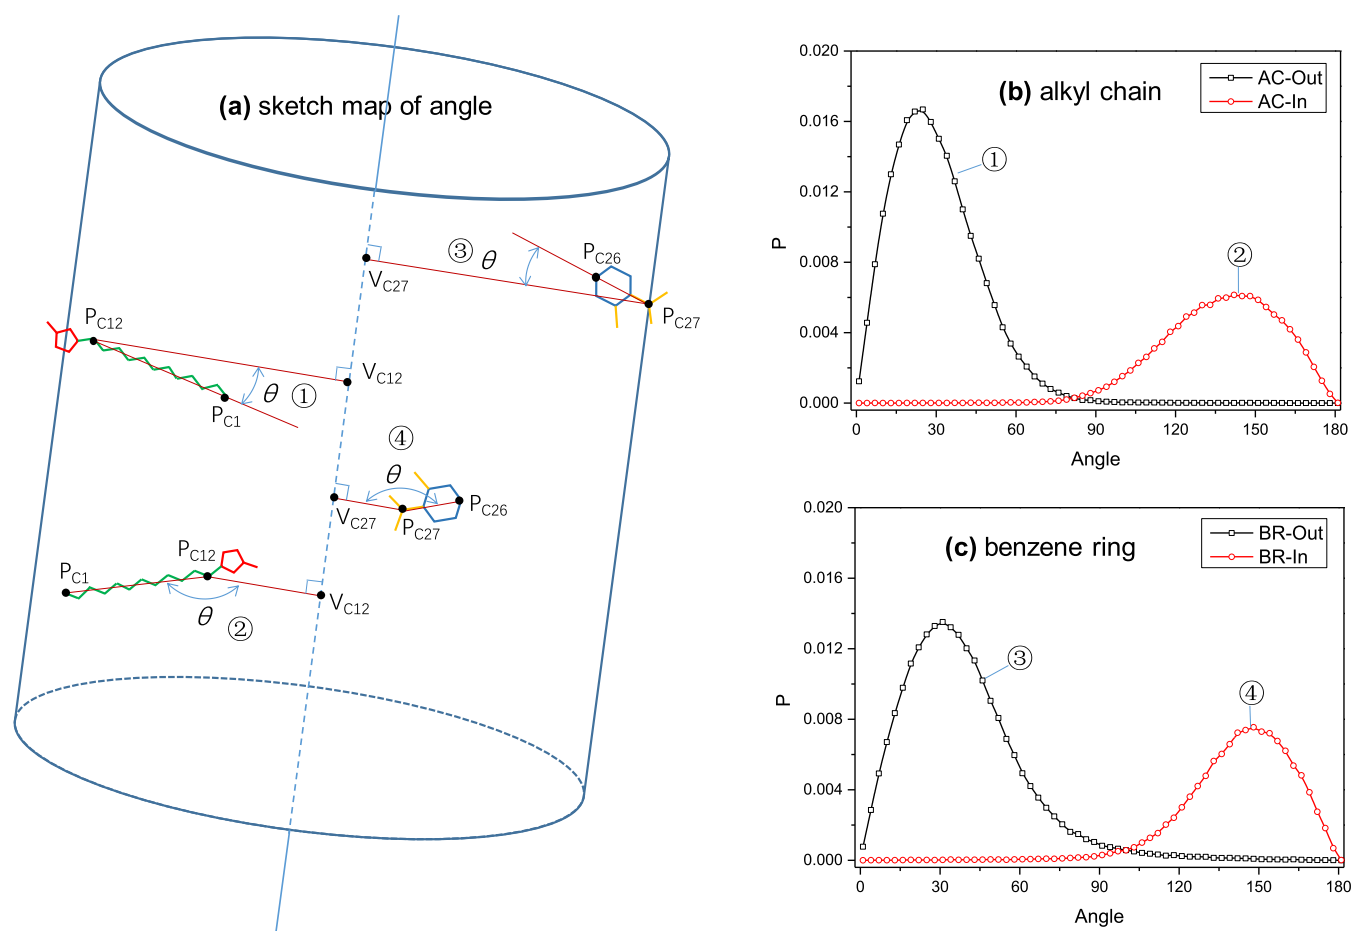 (a) sketch map of angle
③ θ
P_C26
V_C27
P_C27
P_C12
V_C12
θ ①
P_C1
④
θ
V_C27
P_C27
P_C26
P_C12
P_C1
V_C12
θ ②
0.020
0.016
0.012
0.008
0.004
0.000
P
(b) alkyl chain
AC-Out
AC-In
①
②
0 30 60 90 120 150 180
Angle
0.020
0.016
0.012
0.008
0.004
0.000
P
(c) benzene ring
BR-Out
BR-In
③
④
0 30 60 90 120 150 180
Angle